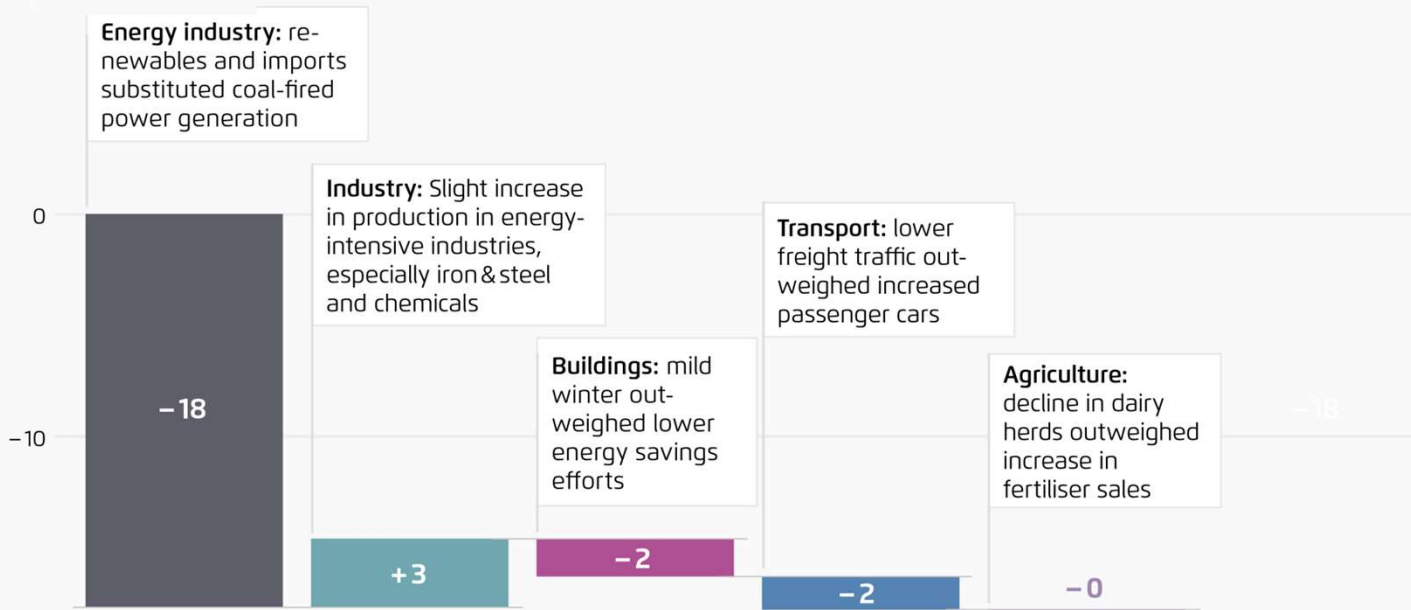 Energy industry: re-
newables and imports
substituted coal-fired
power generation
Industry: Slight increase
in production in energy-
intensive industries,
especially iron & steel
and chemicals
Transport: lower
freight traffic out-
weighed increased
passenger cars
Buildings: mild
winter out-
weighed lower
energy savings
efforts
Agriculture:
decline in dairy
herds outweighed
increase in
fertiliser sales
0
–10
–18
+3
–2
–2
–0
–18